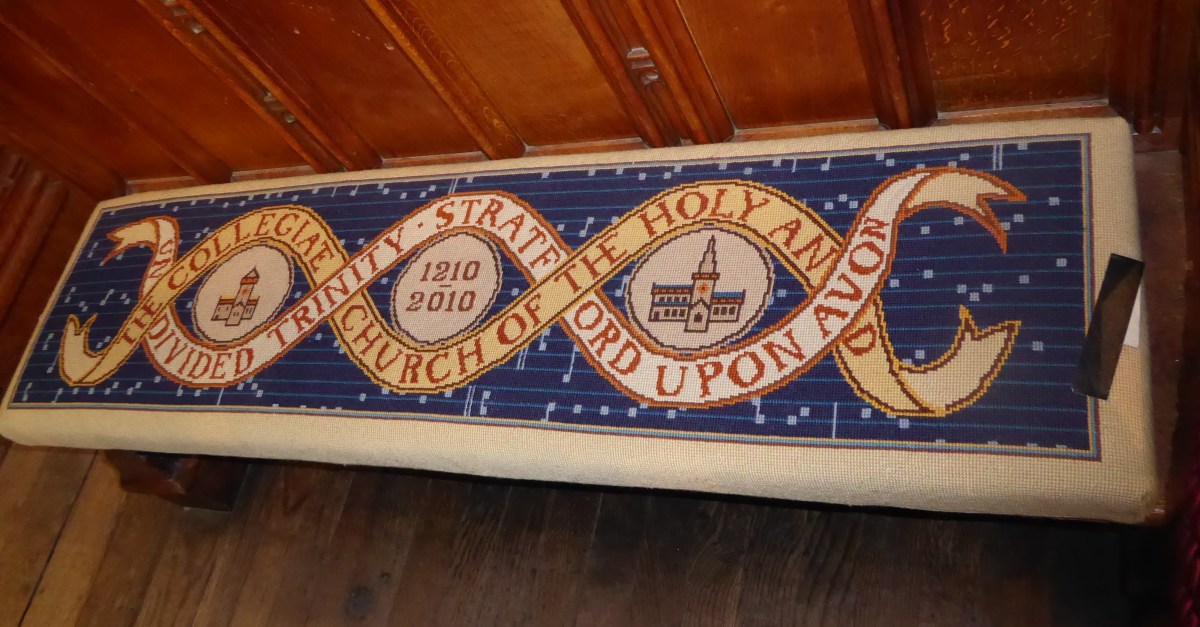 THE COLLEGIATE CHURCH OF THE HOLY AND
UNDIVIDED TRINITY - STRATFORD UPON AVON
1210
2010